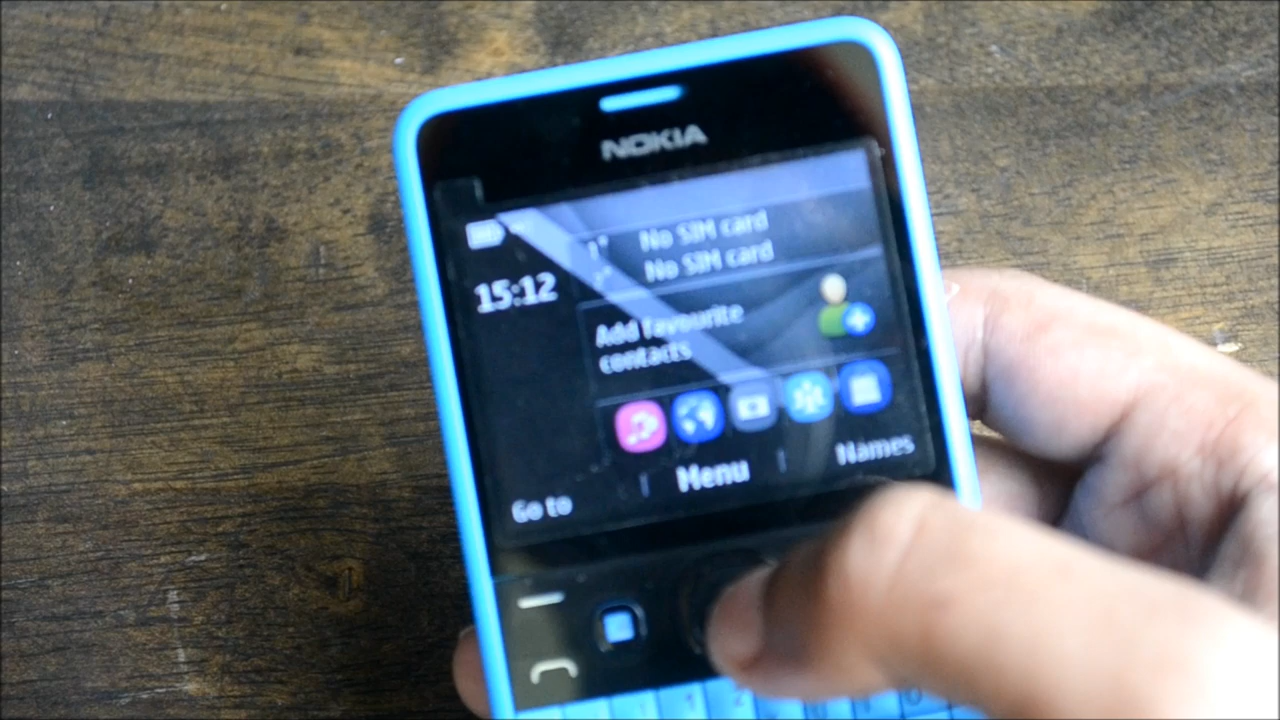 NOKIA
No SIM card
No SIM card
15:12
Add favourite
contacts
Go to
Menu
Names